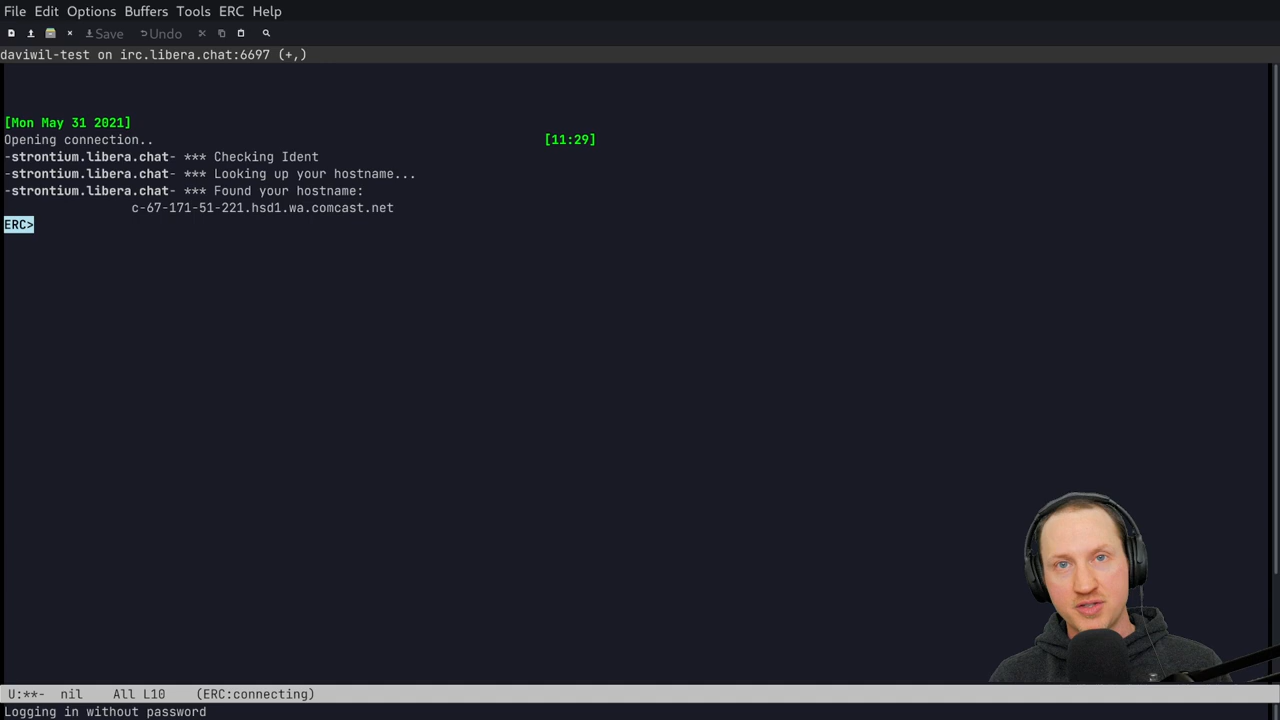 File Edit Options Buffers Tools ERC Help
Save Undo
daviwil-test on irc.libera.chat:6697 (+,)
[Mon May 31 2021]
Opening connection.. [11:29]
-strontium.libera.chat- *** Checking Ident
-strontium.libera.chat- *** Looking up your hostname...
-strontium.libera.chat- *** Found your hostname:
c-67-171-51-221.hsd1.wa.comcast.net
ERC>
U:**- nil All L10 (ERC:connecting)
Logging in without password